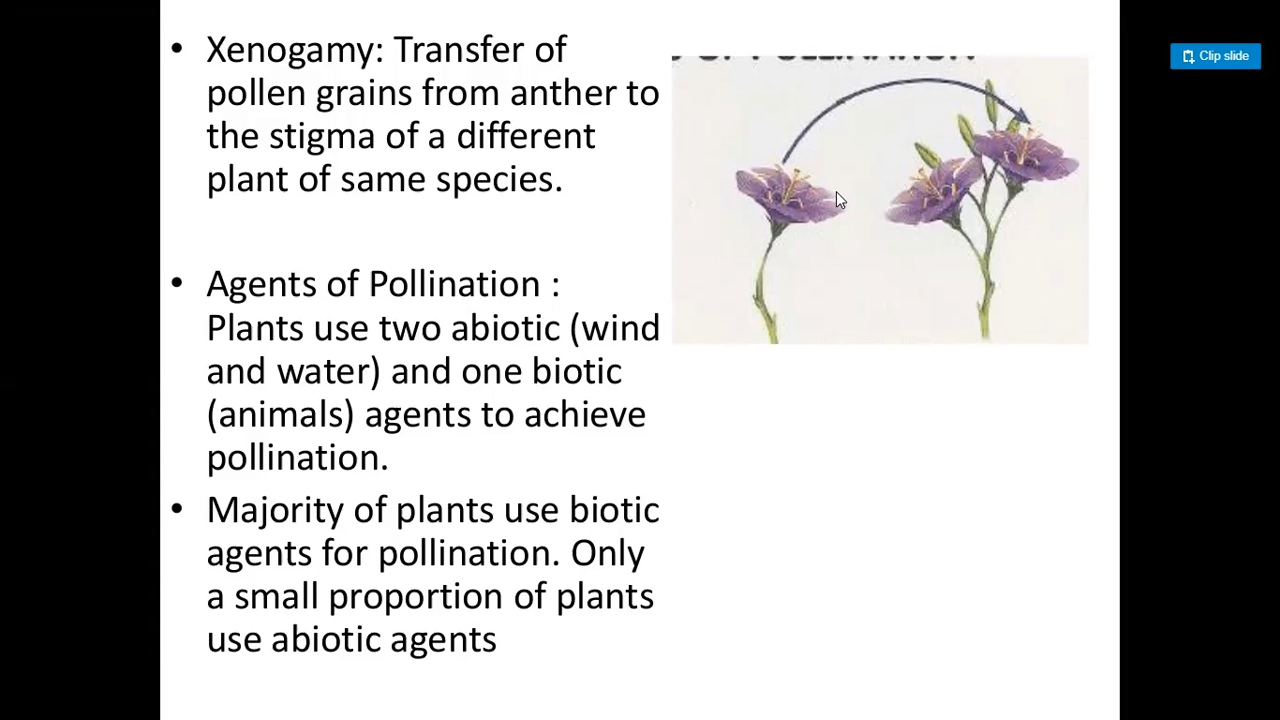 • Xenogamy: Transfer of
pollen grains from anther to
the stigma of a different
plant of same species.
• Agents of Pollination :
Plants use two abiotic (wind
and water) and one biotic
(animals) agents to achieve
pollination.
• Majority of plants use biotic
agents for pollination. Only
a small proportion of plants
use abiotic agents
Clip slide